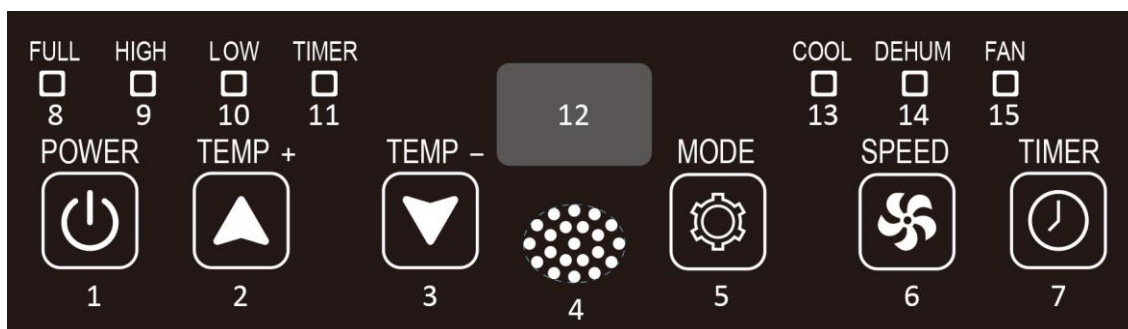 FULL HIGH LOW TIMER COOL DEHUM FAN
8 9 10 11 12 13 14 15
POWER TEMP + TEMP – MODE SPEED TIMER
1 2 3 4 5 6 7